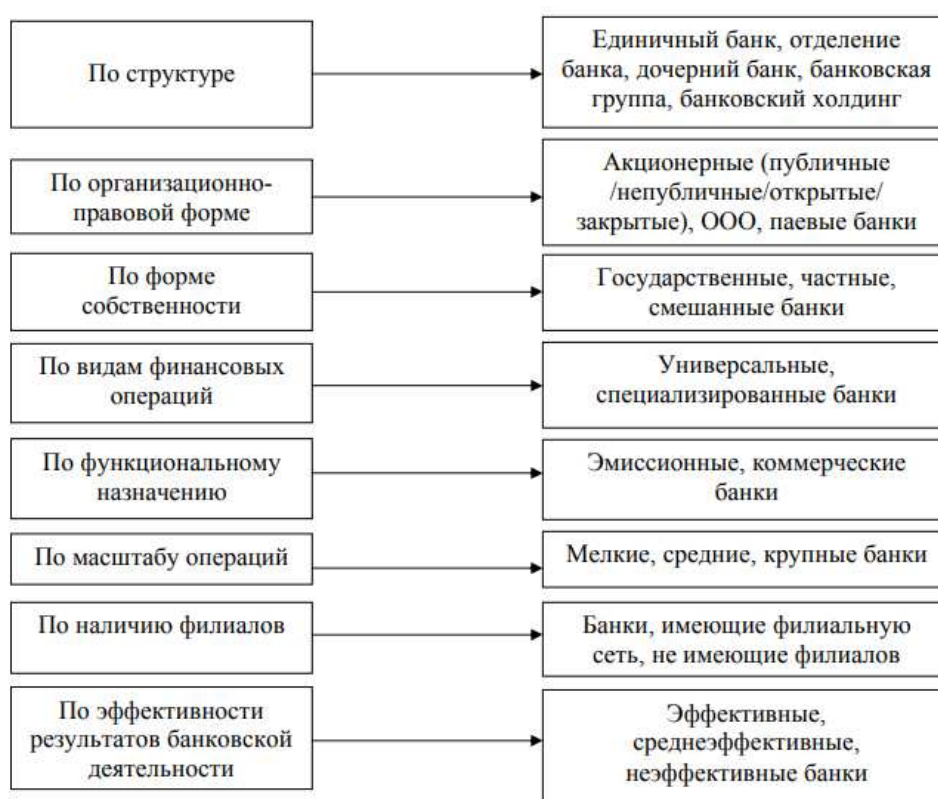 По структуре
Единичный банк, отделение
банка, дочерний банк, банковская
группа, банковский холдинг
По организационно-
правовой форме
Акционерные (публичные
/непубличные/открытые/
закрытые), ООО, паевые банки
По форме
собственности
Государственные, частные,
смешанные банки
По видам финансовых
операций
Универсальные,
специализированные банки
По функциональному
назначению
Эмиссионные, коммерческие
банки
По масштабу операций
Мелкие, средние, крупные банки
По наличию филиалов
Банки, имеющие филиальную
сеть, не имеющие филиалов
По эффективности
результатов банковской
деятельности
Эффективные,
среднеэффективные,
неэффективные банки